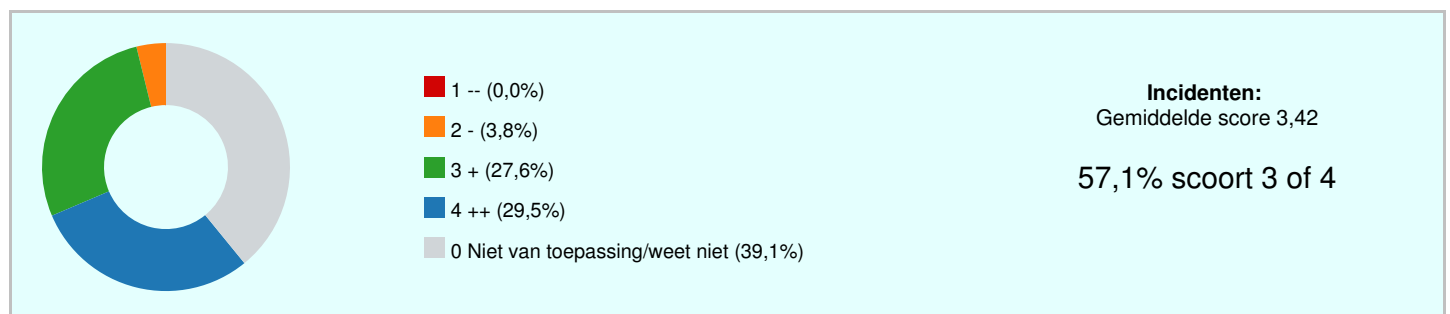 1 -- (0,0%)
2 - (3,8%)
3 + (27,6%)
4 ++ (29,5%)
0 Niet van toepassing/weet niet (39,1%)
Incidenten:
Gemiddelde score 3,42
57,1% scoort 3 of 4